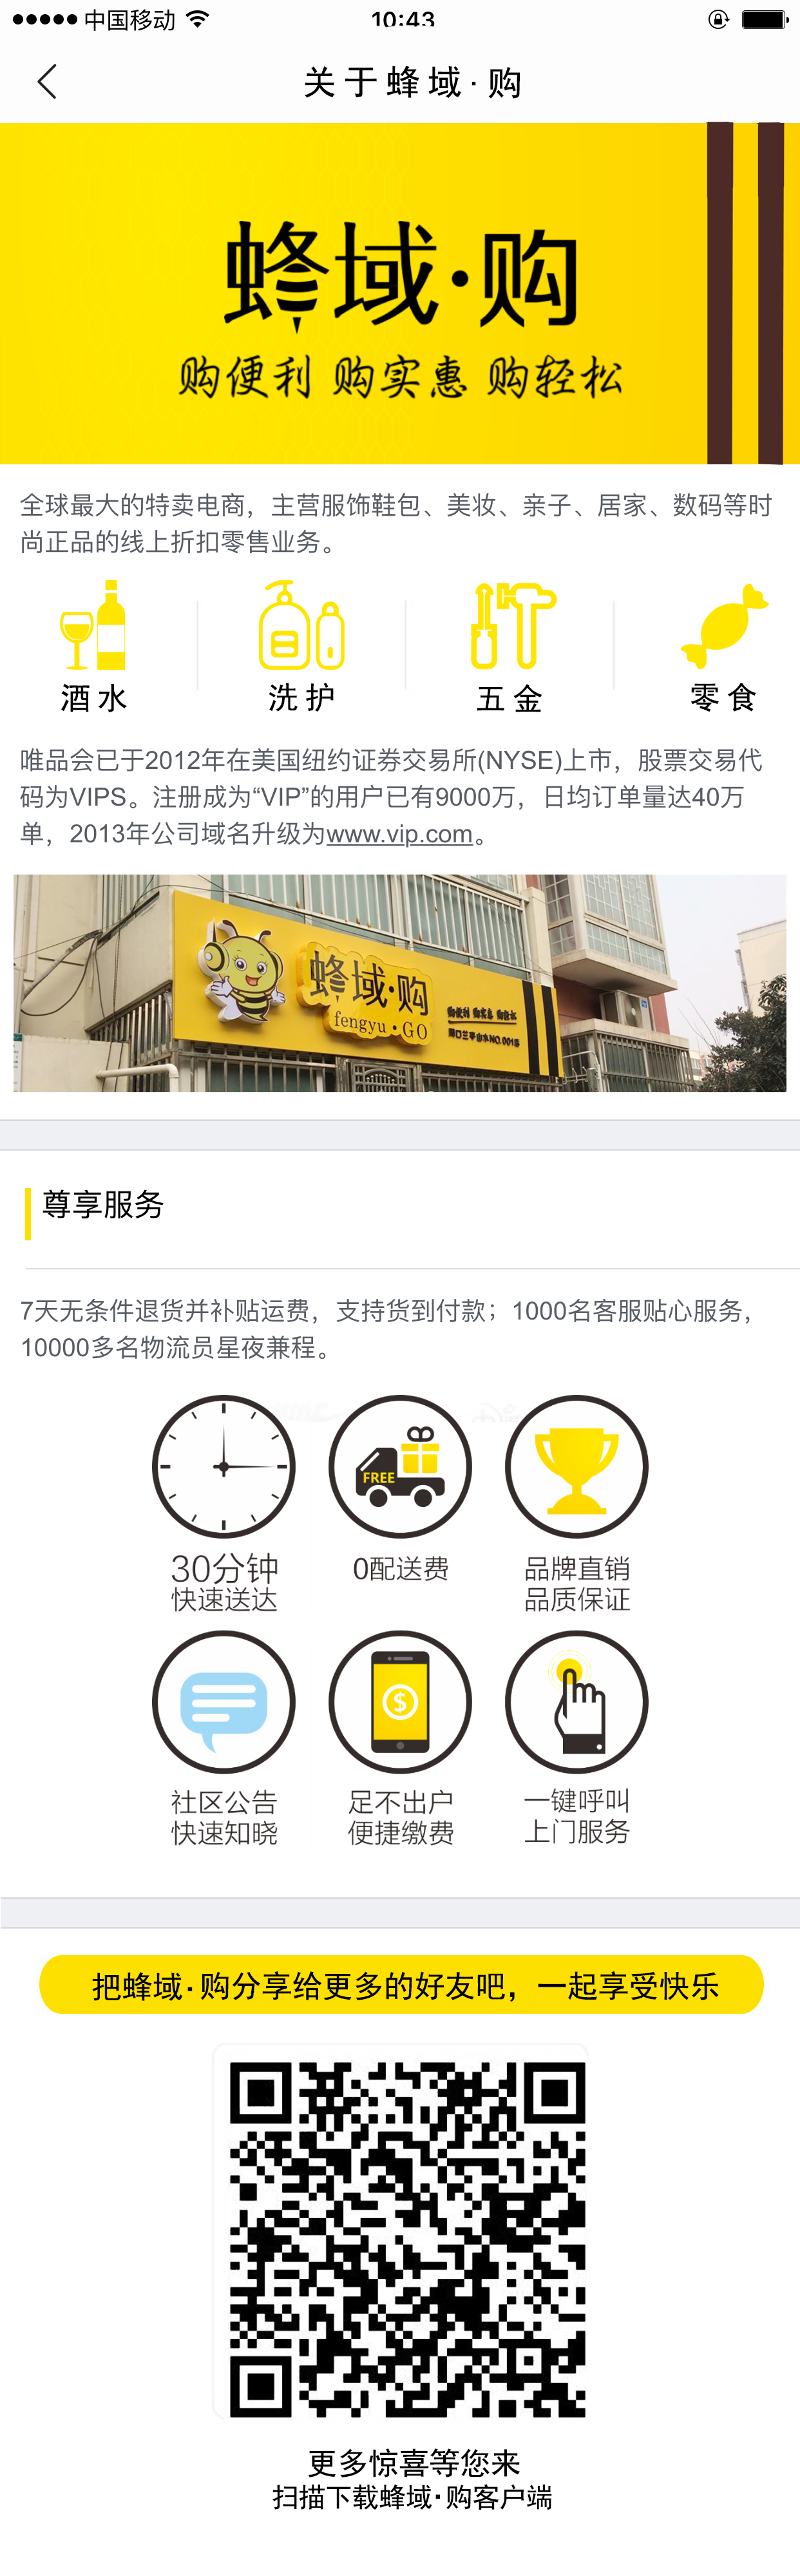 中国移动
10:43
关于蜂域·购
蜂域·购
购便利 购实惠 购轻松
全球最大的特卖电商，主营服饰鞋包、美妆、亲子、居家、数码等时
尚正品的线上折扣零售业务。
酒水
洗护
五金
零食
唯品会已于2012年在美国纽约证券交易所(NYSE)上市，股票交易代
码为VIPS。注册成为“VIP”的用户已有9000万，日均订单量达40万
单，2013年公司域名升级为www.vip.com。
蜂域·购
fengyu·GO
购便利 购实惠 购轻松
周口兰亭山水NO.001店
尊享服务
7天无条件退货并补贴运费，支持货到付款；1000名客服贴心服务，
10000多名物流员星夜兼程。
FREE
30分钟
快速送达
0配送费
品牌直销
品质保证
$
社区公告
快速知晓
足不出户
便捷缴费
一键呼叫
上门服务
把蜂域·购分享给更多的好友吧，一起享受快乐
更多惊喜等您来
扫描下载蜂域·购客户端